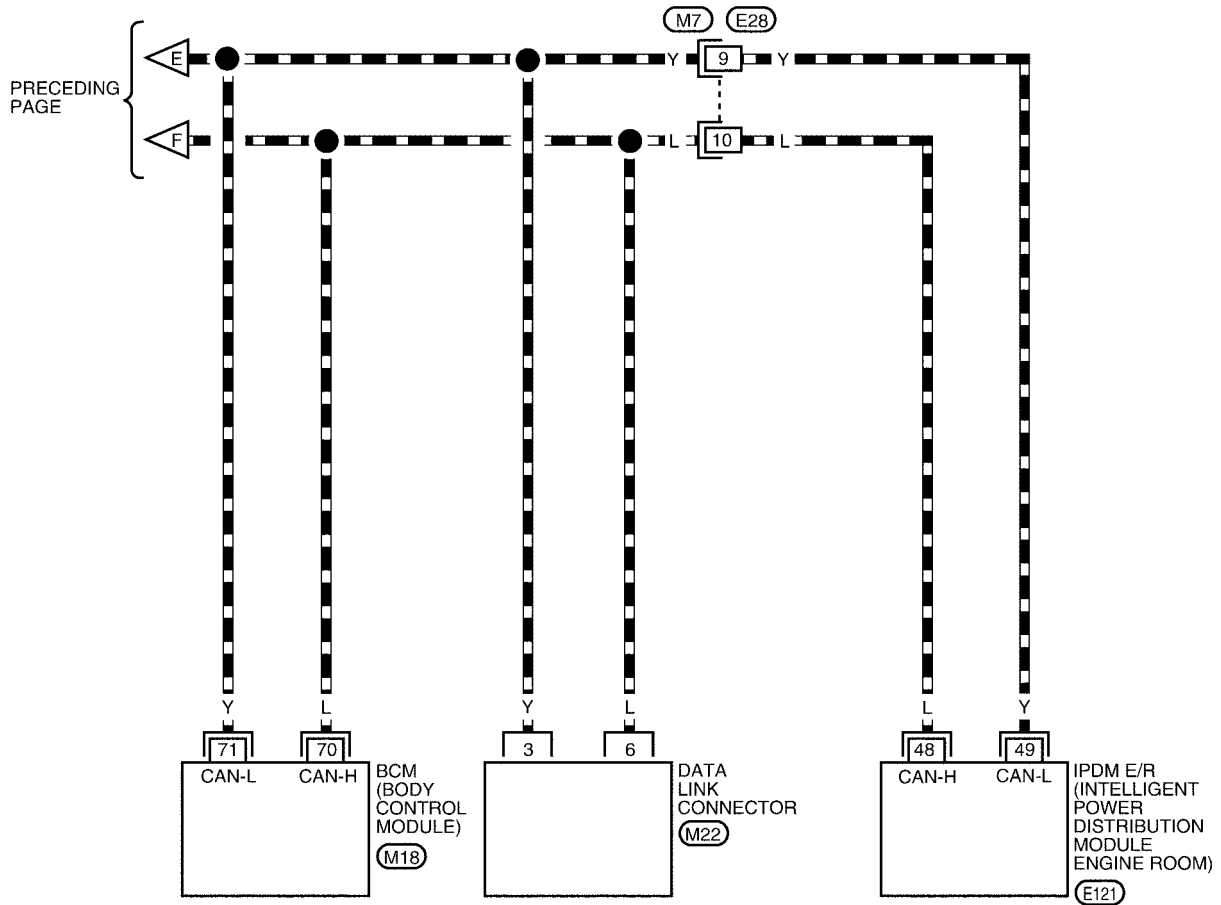 M7 E28
E Y 9 Y
PRECEDING
PAGE
F L 10 L
Y L Y L L Y
71 70 3 6 48 49
CAN-L CAN-H
BCM
(BODY
CONTROL
MODULE)
M18
DATA
LINK
CONNECTOR
M22
CAN-H CAN-L
IPDM E/R
(INTELLIGENT
POWER
DISTRIBUTION
MODULE
ENGINE ROOM)
E121